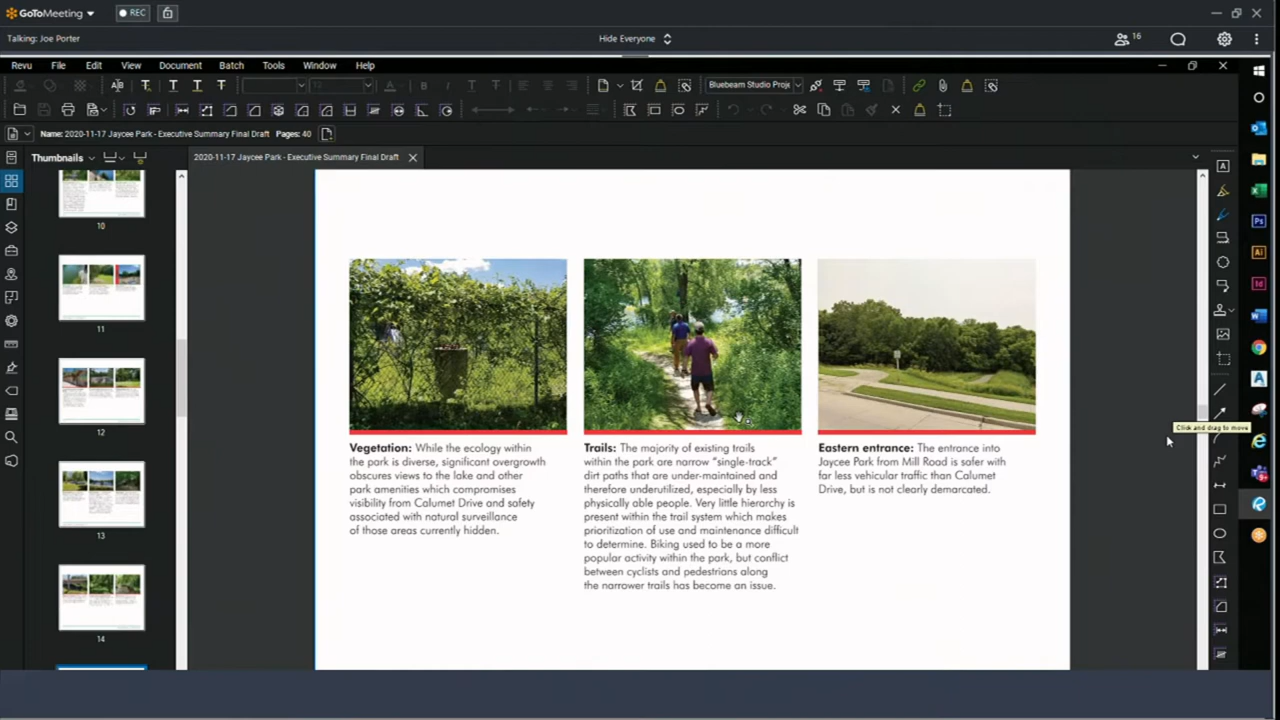 GoToMeeting
REC
Talking: Joe Porter
Hide Everyone
16
Revu File Edit View Document Batch Tools Window Help
Bluebeam Studio Proje
Name: 2020-11-17 Jaycee Park - Executive Summary Final Draft Pages: 40
Thumbnails
2020-11-17 Jaycee Park - Executive Summary Final Draft
10
11
12
13
14
Vegetation: While the ecology within
the park is diverse, significant overgrowth
obscures views to the lake and other
park amenities which compromises
visibility from Calumet Drive and safety
associated with natural surveillance
of those areas currently hidden.
Trails: The majority of existing trails
within the park are narrow “single-track”
dirt paths that are under-maintained and
therefore underutilized, especially by less
physically able people. Very little hierarchy is
present within the trail system which makes
prioritization of use and maintenance difficult
to determine. Biking used to be a more
popular activity within the park, but conflict
between cyclists and pedestrians along
the narrower trails has become an issue.
Eastern entrance: The entrance into
Jaycee Park from Mill Road is safer with
far less vehicular traffic than Calumet
Drive, but is not clearly demarcated.
Click and drag to move